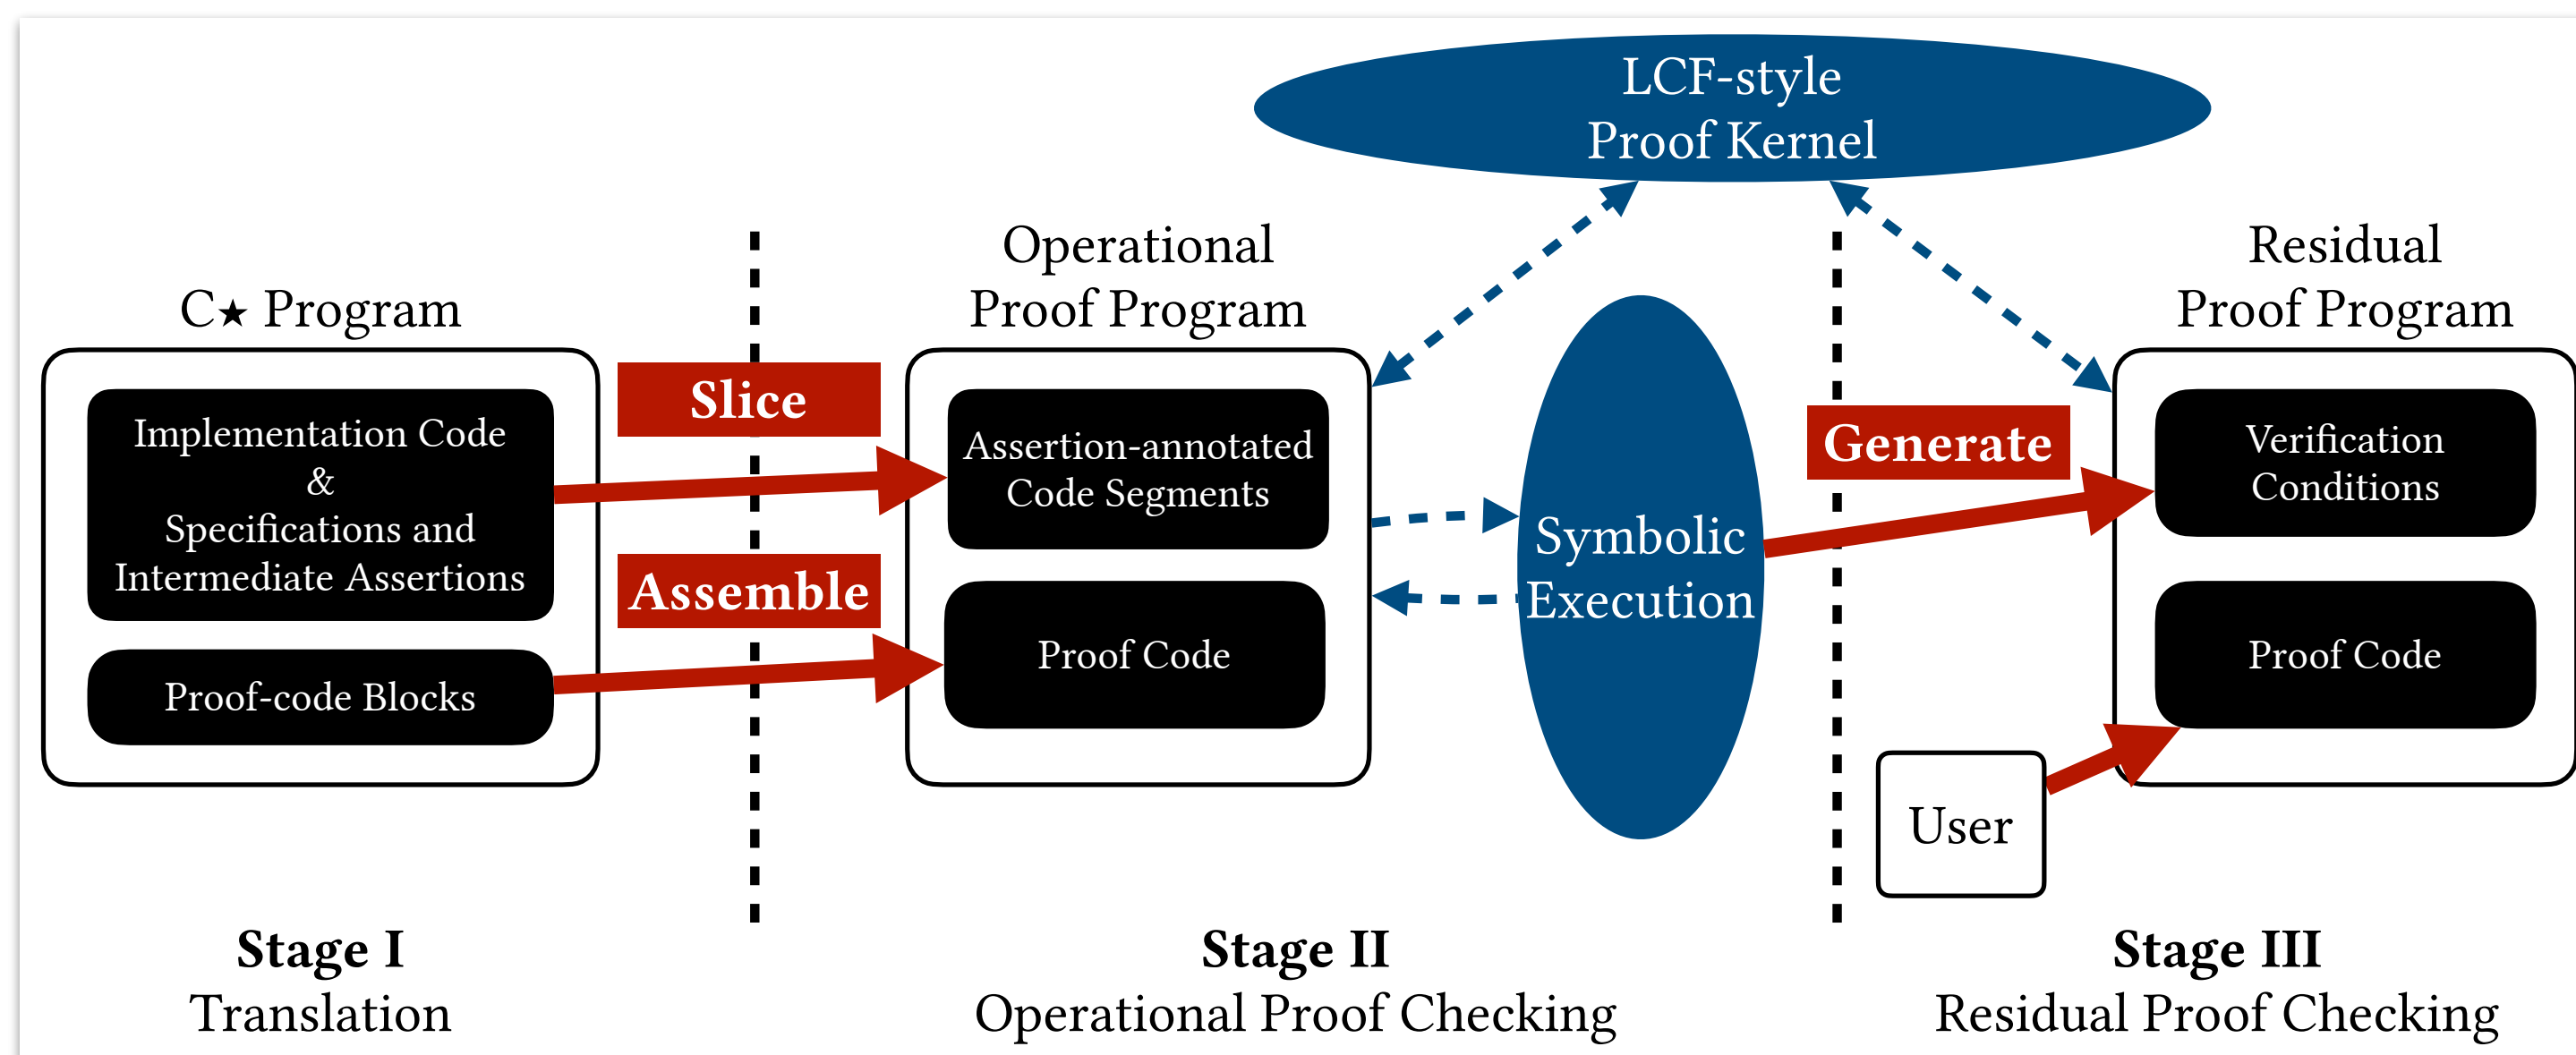 LCF-style
Proof Kernel
C★ Program
Implementation Code
&
Specifications and
Intermediate Assertions
Proof-code Blocks
Slice
Assemble
Operational
Proof Program
Assertion-annotated
Code Segments
Proof Code
Symbolic
Execution
Generate
Residual
Proof Program
Verification
Conditions
Proof Code
User
Stage I
Translation
Stage II
Operational Proof Checking
Stage III
Residual Proof Checking